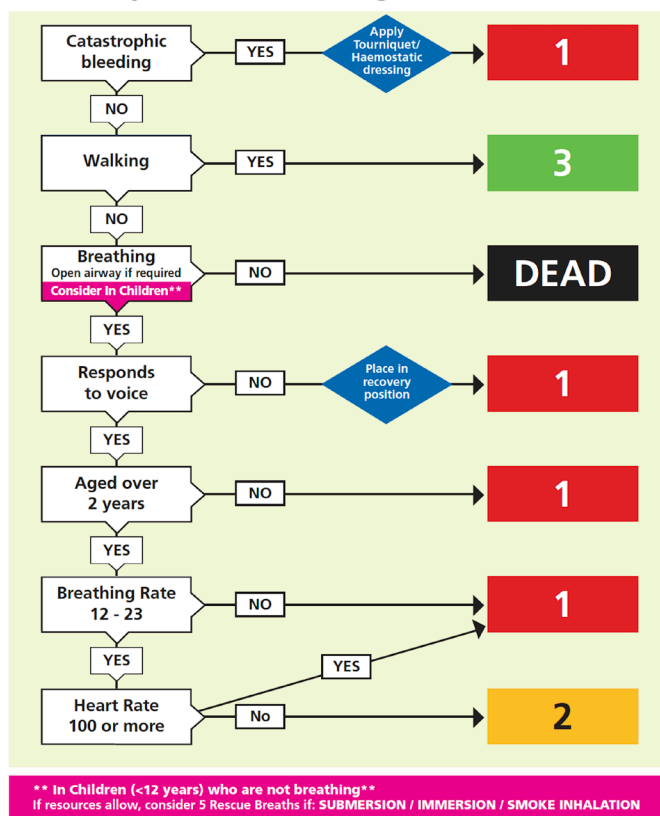 Catastrophic
bleeding
YES
Apply
Tourniquet/
Haemostatic
dressing
1
NO
Walking
YES
3
NO
Breathing
Open airway if required
Consider In Children**
NO
DEAD
YES
Responds
to voice
NO
Place in
recovery
position
1
YES
Aged over
2 years
NO
1
YES
Breathing Rate
12 - 23
NO
1
YES
YES
Heart Rate
100 or more
No
2
** In Children (<12 years) who are not breathing**
If resources allow, consider 5 Rescue Breaths if: SUBMERSION / IMMERSION / SMOKE INHALATION